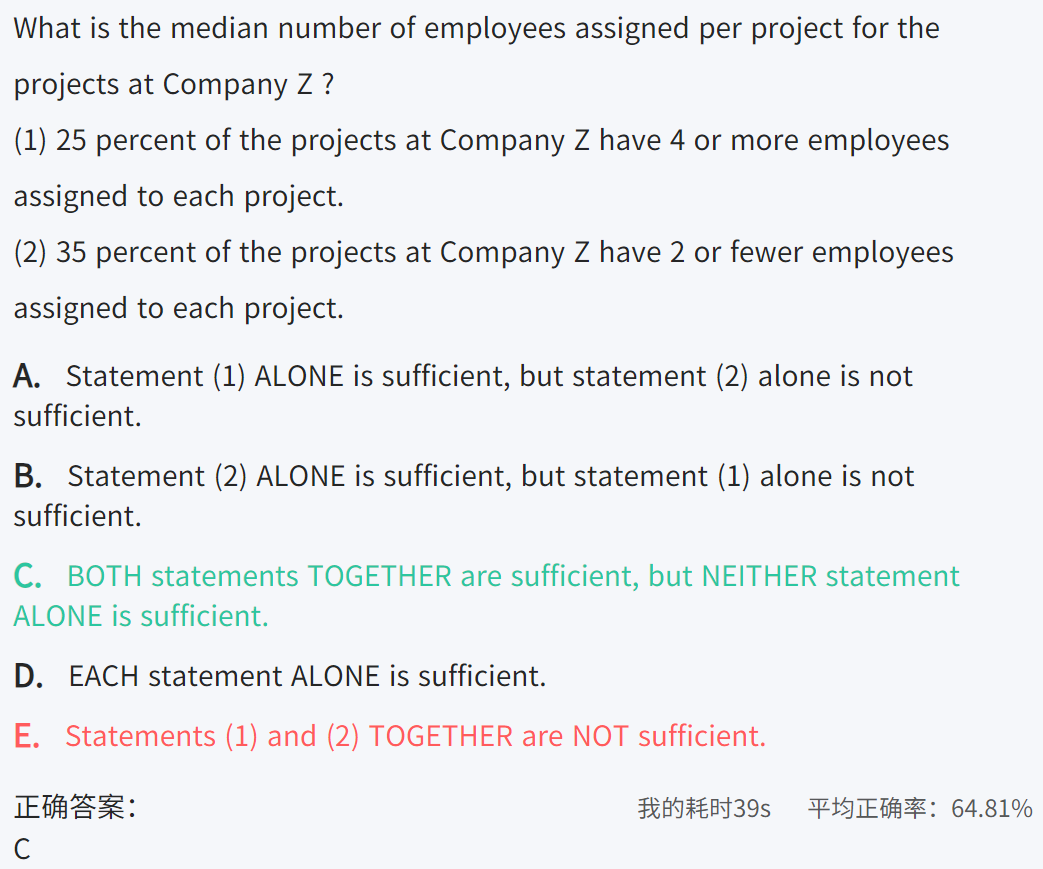 What is the median number of employees assigned per project for the
projects at Company Z ?
(1) 25 percent of the projects at Company Z have 4 or more employees
assigned to each project.
(2) 35 percent of the projects at Company Z have 2 or fewer employees
assigned to each project.
A. Statement (1) ALONE is sufficient, but statement (2) alone is not
sufficient.
B. Statement (2) ALONE is sufficient, but statement (1) alone is not
sufficient.
C. BOTH statements TOGETHER are sufficient, but NEITHER statement
ALONE is sufficient.
D. EACH statement ALONE is sufficient.
E. Statements (1) and (2) TOGETHER are NOT sufficient.
正确答案： 我的耗时39s 平均正确率：64.81%
C